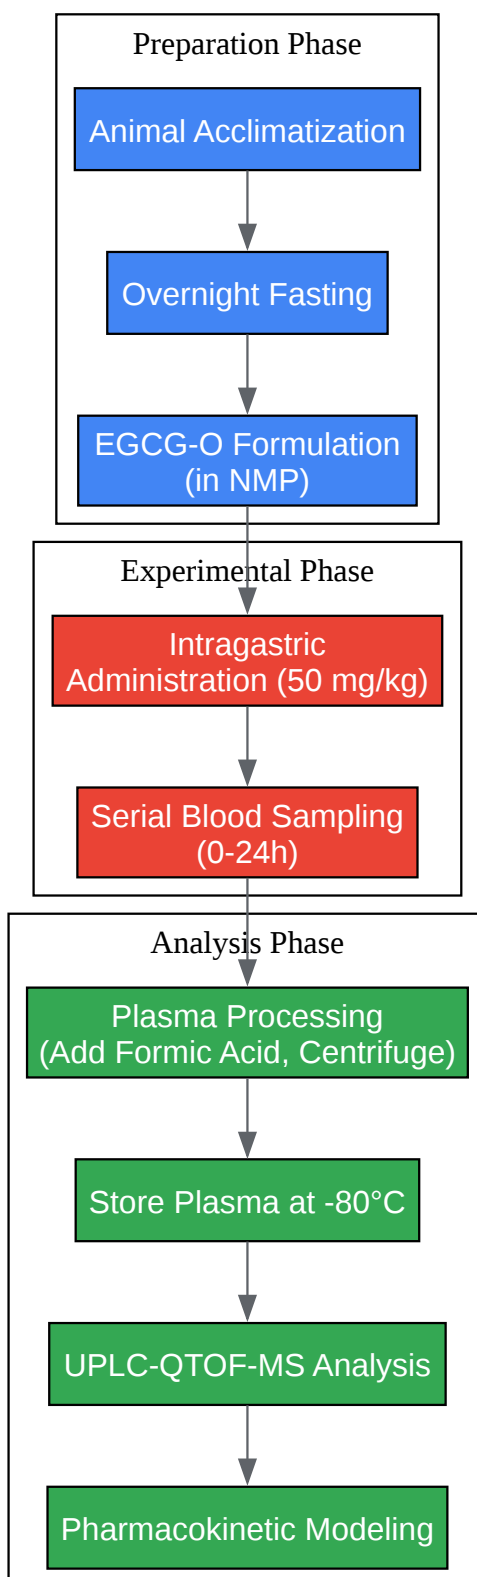 Preparation Phase
Animal Acclimatization
Overnight Fasting
EGCG-O Formulation
(in NMP)
Experimental Phase
Intragastric
Administration (50 mg/kg)
Serial Blood Sampling
(0-24h)
Analysis Phase
Plasma Processing
(Add Formic Acid, Centrifuge)
Store Plasma at -80°C
UPLC-QTOF-MS Analysis
Pharmacokinetic Modeling